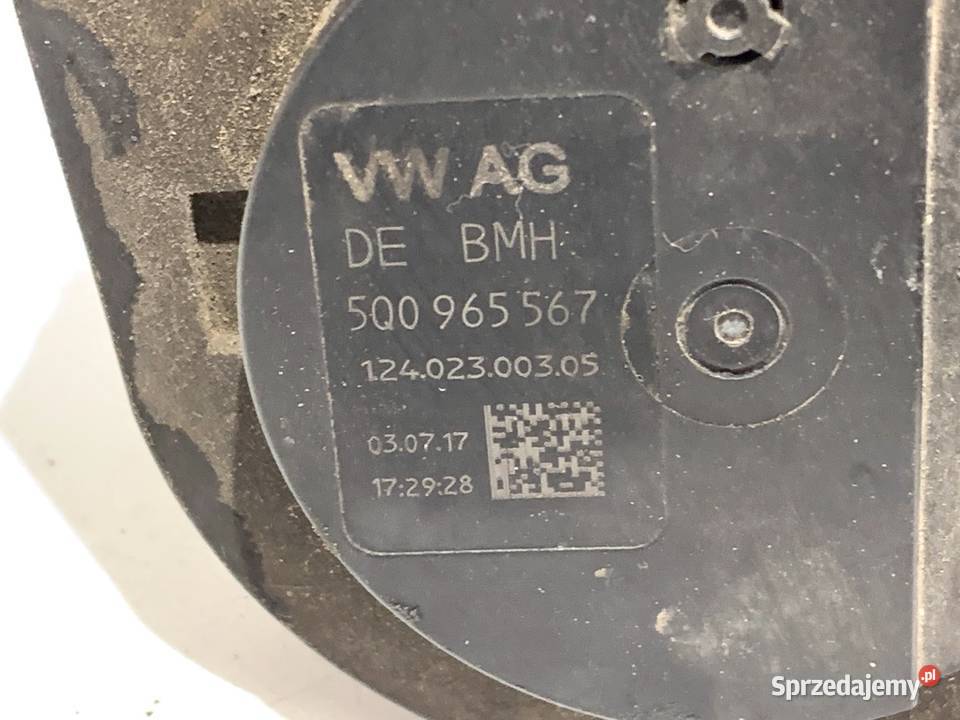 VW AG
DE BMH
5Q0 965 567
124.023.003.05
03.07.17
17:29:28
Sprzedajemy.pl